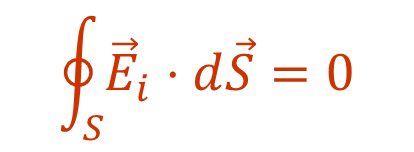 ∮_S E⃗_i · dS⃗ = 0